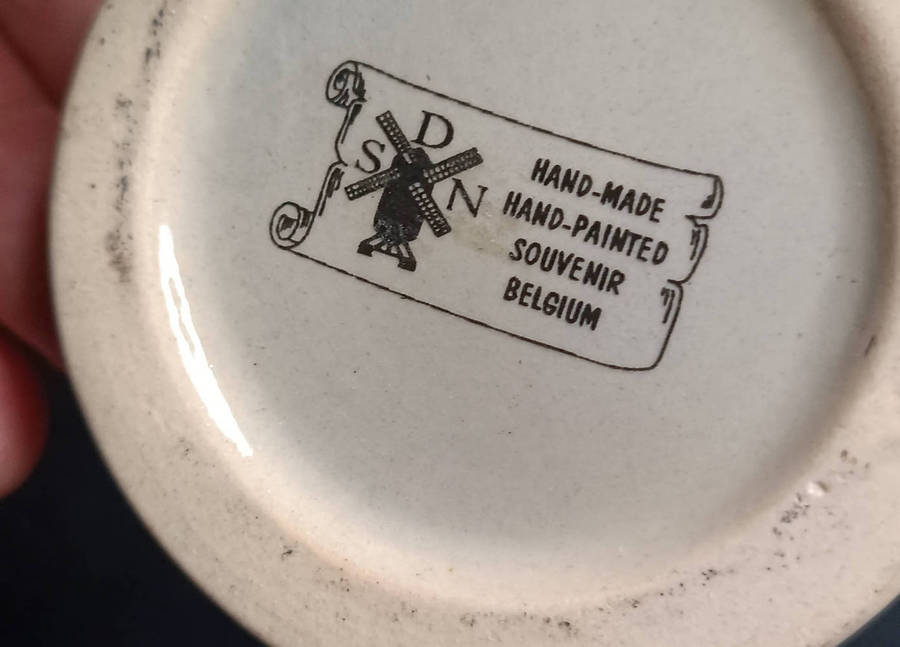 S D N
HAND-MADE
HAND-PAINTED
SOUVENIR
BELGIUM